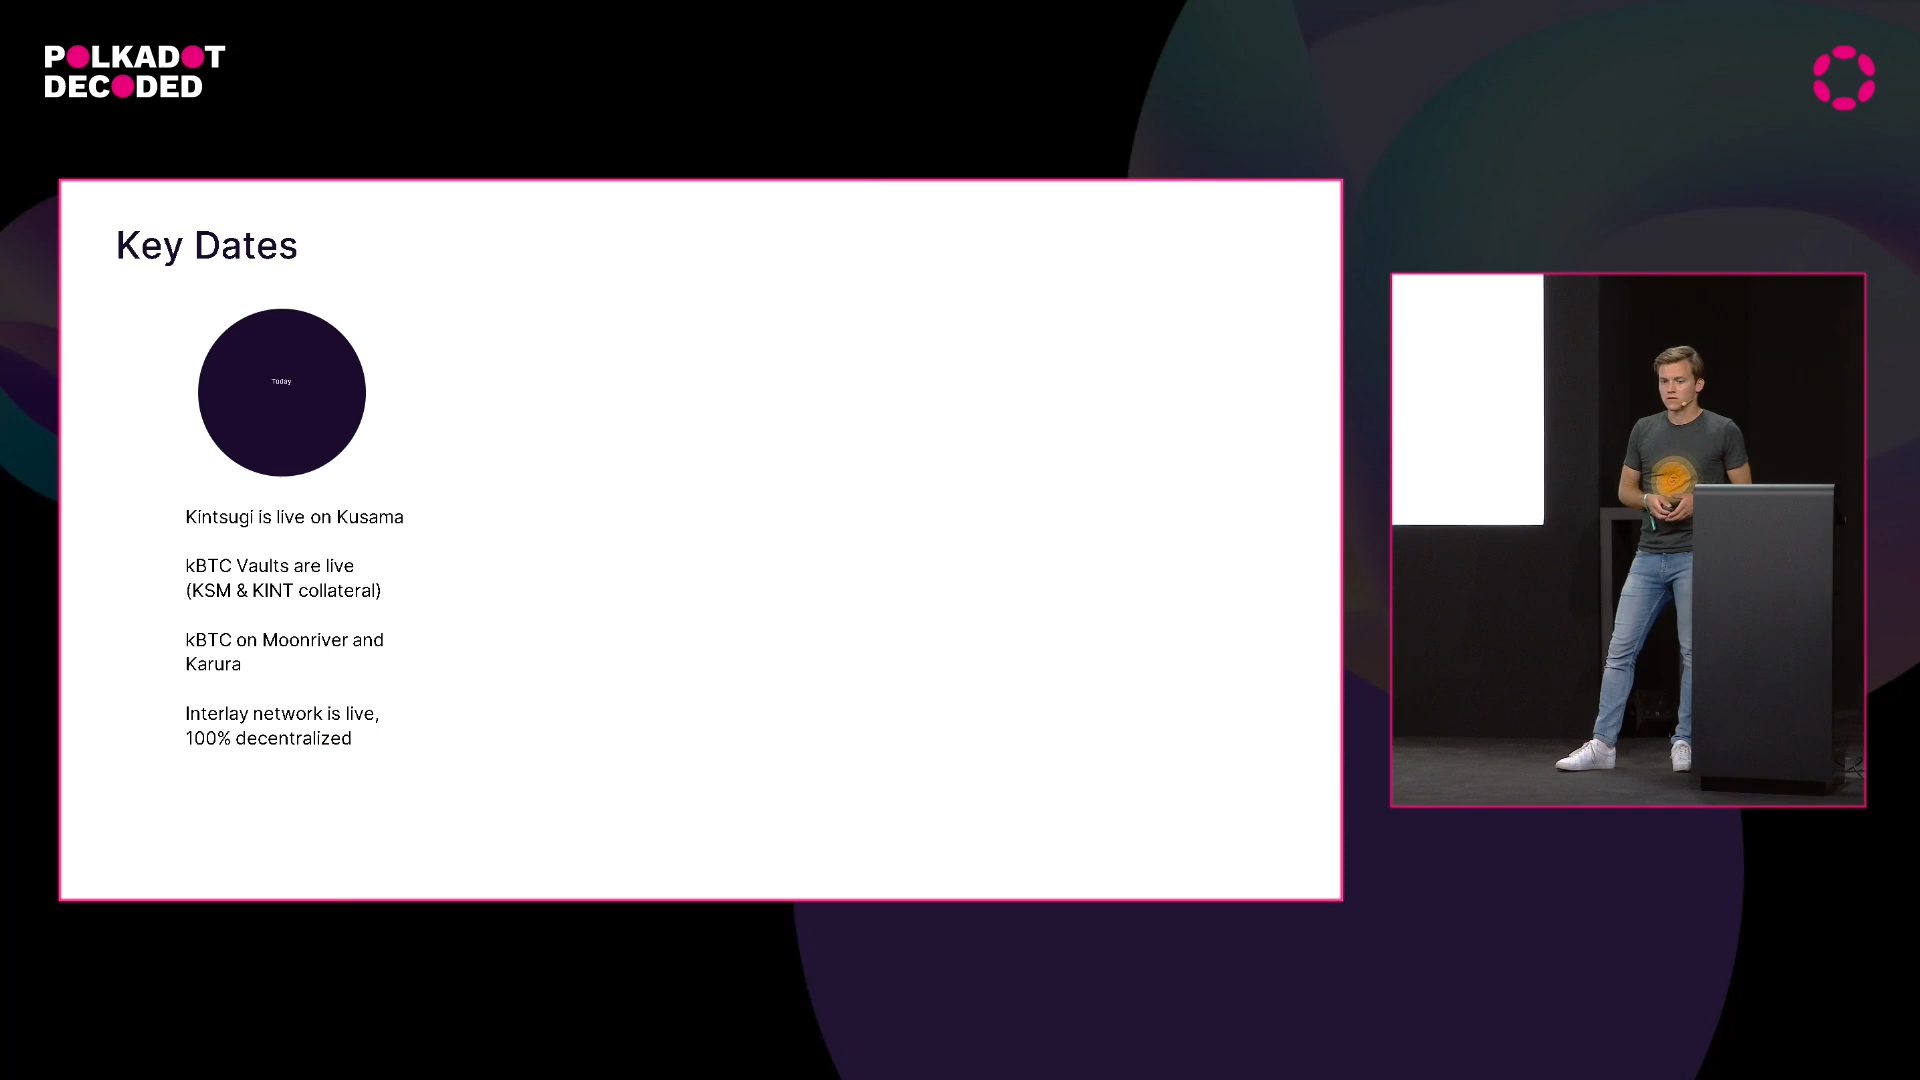 POLKADOT
DECODED
Key Dates
Today
Kintsugi is live on Kusama
kBTC Vaults are live
(KSM & KINT collateral)
kBTC on Moonriver and
Karura
Interlay network is live,
100% decentralized